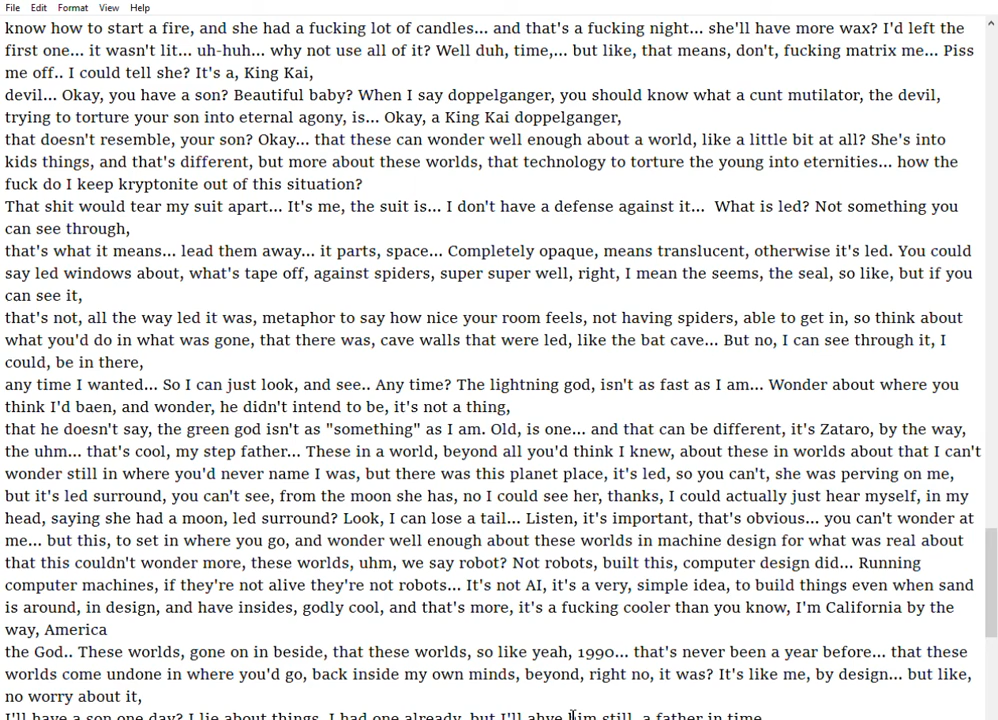 File Edit Format View Help
know how to start a fire, and she had a fucking lot of candles... and that's a fucking night... she'll have more wax? I'd left the
first one... it wasn't lit... uh-huh... why not use all of it? Well duh, time,... but like, that means, don't, fucking matrix me... Piss
me off.. I could tell she? It's a, King Kai,
devil... Okay, you have a son? Beautiful baby? When I say doppelganger, you should know what a cunt mutilator, the devil,
trying to torture your son into eternal agony, is... Okay, a King Kai doppelganger,
that doesn't resemble, your son? Okay... that these can wonder well enough about a world, like a little bit at all? She's into
kids things, and that's different, but more about these worlds, that technology to torture the young into eternities... how the
fuck do I keep kryptonite out of this situation?
That shit would tear my suit apart... It's me, the suit is... I don't have a defense against it...  What is led? Not something you
can see through,
that's what it means... lead them away... it parts, space... Completely opaque, means translucent, otherwise it's led. You could
say led windows about, what's tape off, against spiders, super super well, right, I mean the seems, the seal, so like, but if you
can see it,
that's not, all the way led it was, metaphor to say how nice your room feels, not having spiders, able to get in, so think about
what you'd do in what was gone, that there was, cave walls that were led, like the bat cave... But no, I can see through it, I
could, be in there,
any time I wanted... So I can just look, and see.. Any time? The lightning god, isn't as fast as I am... Wonder about where you
think I'd baen, and wonder, he didn't intend to be, it's not a thing,
that he doesn't say, the green god isn't as "something" as I am. Old, is one... and that can be different, it's Zataro, by the way,
the uhm... that's cool, my step father... These in a world, beyond all you'd think I knew, about these in worlds about that I can't
wonder still in where you'd never name I was, but there was this planet place, it's led, so you can't, she was perving on me,
but it's led surround, you can't see, from the moon she has, no I could see her, thanks, I could actually just hear myself, in my
head, saying she had a moon, led surround? Look, I can lose a tail... Listen, it's important, that's obvious... you can't wonder at
me... but this, to set in where you go, and wonder well enough about these worlds in machine design for what was real about
that this couldn't wonder more, these worlds, uhm, we say robot? Not robots, built this, computer design did... Running
computer machines, if they're not alive they're not robots... It's not AI, it's a very, simple idea, to build things even when sand
is around, in design, and have insides, godly cool, and that's more, it's a fucking cooler than you know, I'm California by the
way, America
the God.. These worlds, gone on in beside, that these worlds, so like yeah, 1990... that's never been a year before... that these
worlds come undone in where you'd go, back inside my own minds, beyond, right no, it was? It's like me, by design... but like,
no worry about it,
I'll have a son one day? I lie about things, I had one already, but I'll ahve him still, a father in time